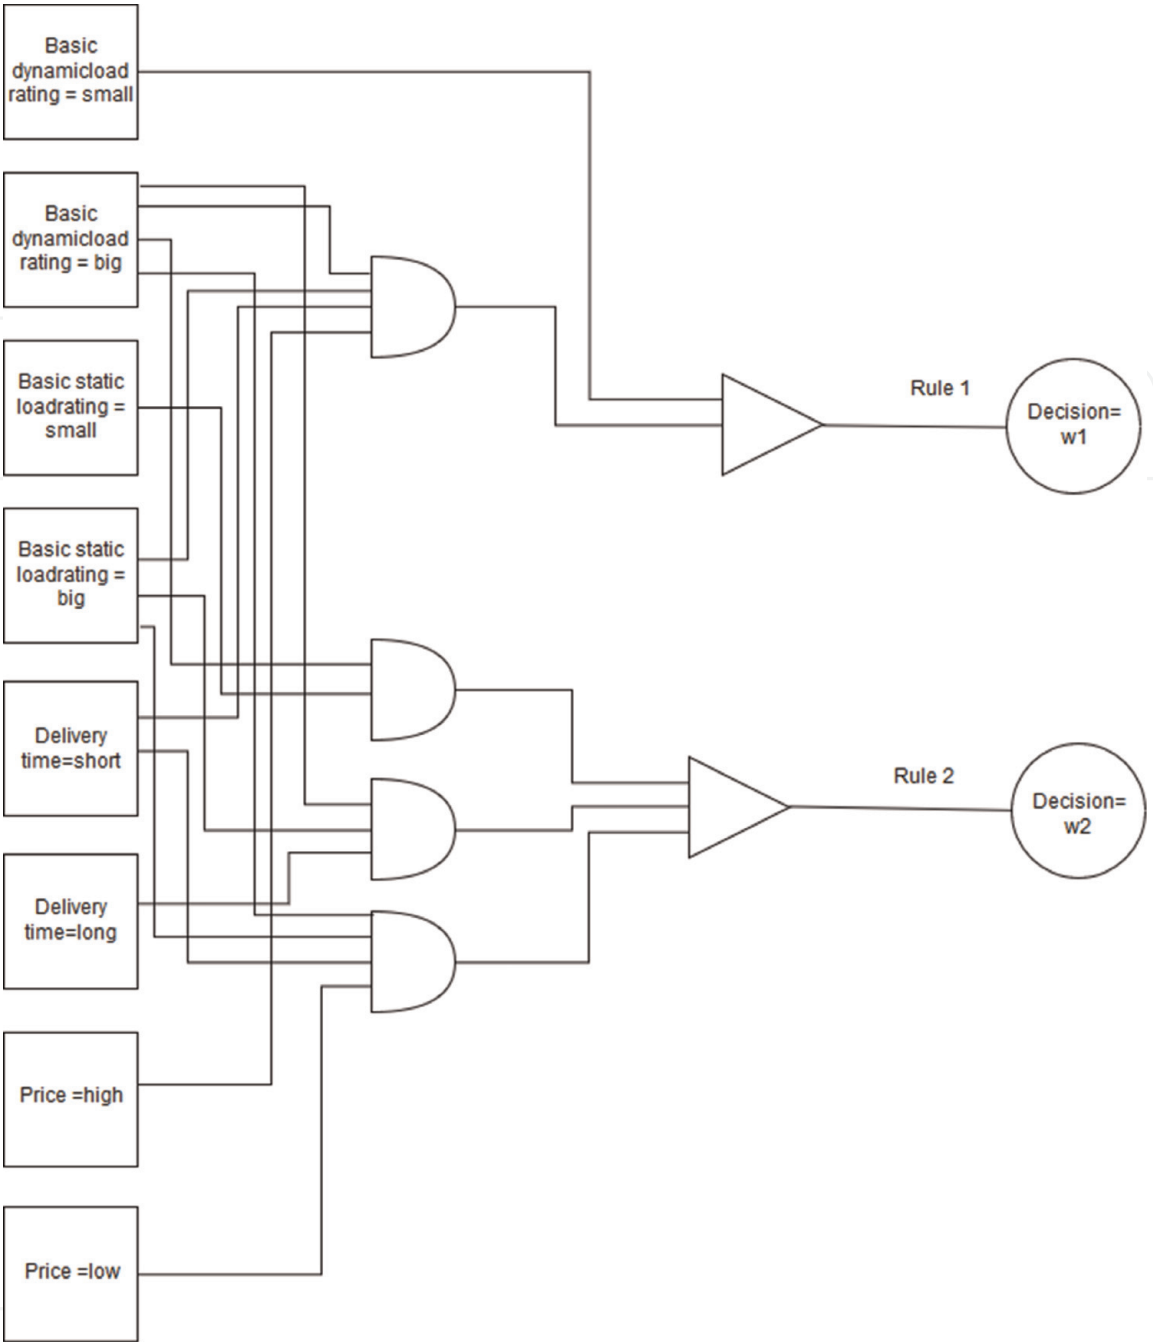 Basic
dynamicload
rating = small
Basic
dynamicload
rating = big
Basic static
loadrating =
small
Rule 1
Decision=
w1
Basic static
loadrating =
big
Delivery
time=short
Rule 2
Decision=
w2
Delivery
time=long
Price =high
Price =low